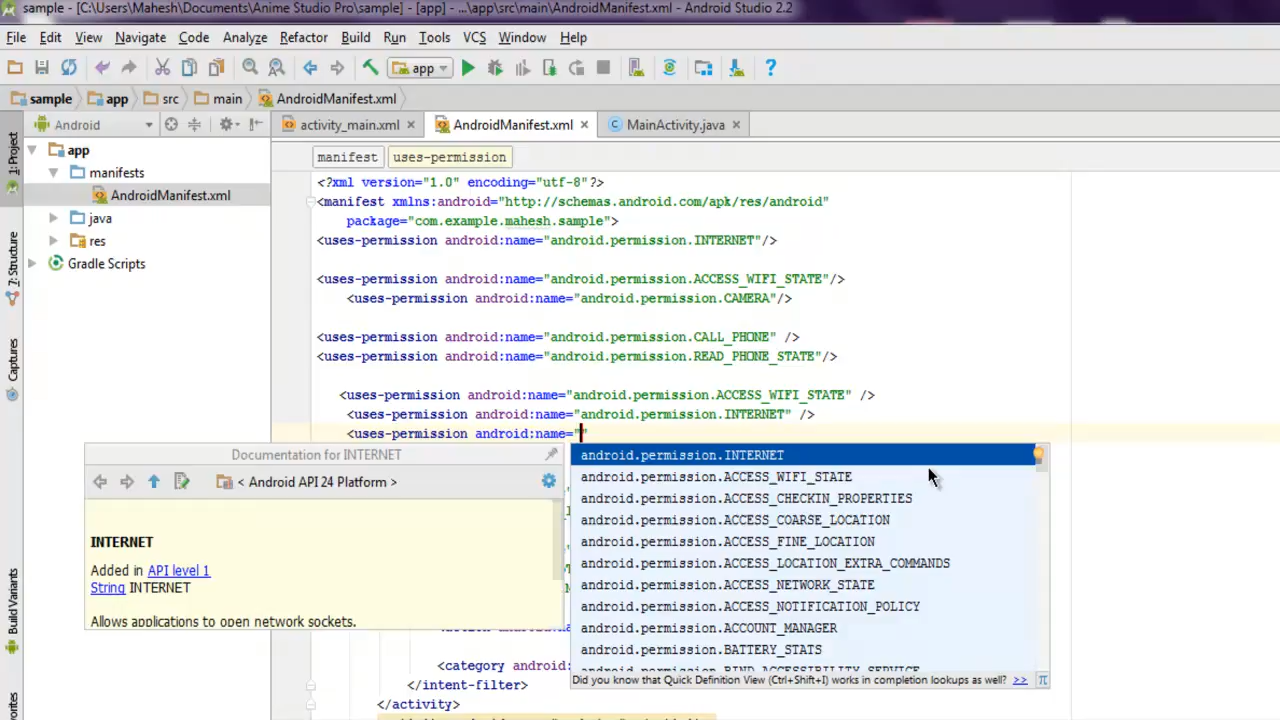 sample - [C:\Users\Mahesh\Documents\Anime Studio Pro\sample] - [app] - ...\app\src\main\AndroidManifest.xml - Android Studio 2.2
File Edit View Navigate Code Analyze Refactor Build Run Tools VCS Window Help
app
sample app src main AndroidManifest.xml
Android activity_main.xml AndroidManifest.xml MainActivity.java
1: Project
7: Structure
Captures
Build Variants
app
manifests
AndroidManifest.xml
java
res
Gradle Scripts
manifest uses-permission
<?xml version="1.0" encoding="utf-8"?>
<manifest xmlns:android="http://schemas.android.com/apk/res/android"
package="com.example.mahesh.sample">
<uses-permission android:name="android.permission.INTERNET"/>
<uses-permission android:name="android.permission.ACCESS_WIFI_STATE"/>
<uses-permission android:name="android.permission.CAMERA"/>
<uses-permission android:name="android.permission.CALL_PHONE" />
<uses-permission android:name="android.permission.READ_PHONE_STATE"/>
<uses-permission android:name="android.permission.ACCESS_WIFI_STATE" />
<uses-permission android:name="android.permission.INTERNET" />
<uses-permission android:name=""
Documentation for INTERNET
< Android API 24 Platform >
INTERNET
Added in API level 1
String INTERNET
Allows applications to open network sockets.
android.permission.INTERNET
android.permission.ACCESS_WIFI_STATE
android.permission.ACCESS_CHECKIN_PROPERTIES
android.permission.ACCESS_COARSE_LOCATION
android.permission.ACCESS_FINE_LOCATION
android.permission.ACCESS_LOCATION_EXTRA_COMMANDS
android.permission.ACCESS_NETWORK_STATE
android.permission.ACCESS_NOTIFICATION_POLICY
android.permission.ACCOUNT_MANAGER
android.permission.BATTERY_STATS
android.permission.BIND_ACCESSIBILITY_SERVICE
Did you know that Quick Definition View (Ctrl+Shift+I) works in completion lookups as well? >> π
<category android:
</intent-filter>
</activity>